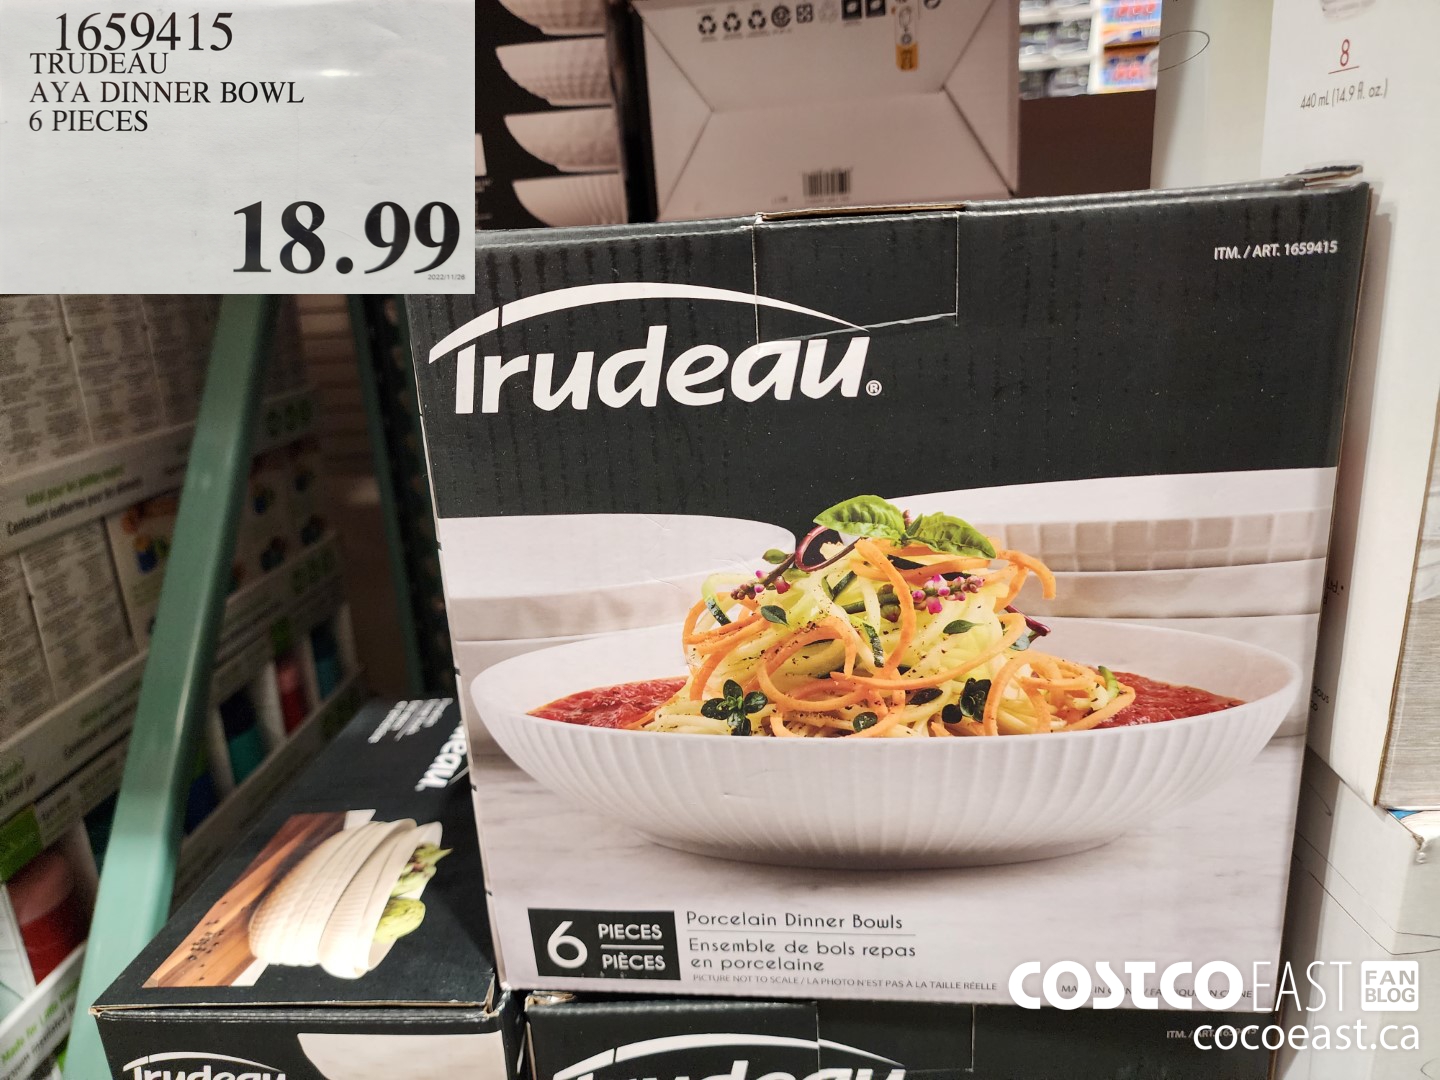 1659415
TRUDEAU
AYA DINNER BOWL
6 PIECES
18.99
2022/11/28
8
440 mL (14.9 fl. oz.)
ITM. / ART. 1659415
Trudeau®
6 PIECES
PIÈCES
Porcelain Dinner Bowls
Ensemble de bols repas
en porcelaine
PICTURE NOT TO SCALE / LA PHOTO N'EST PAS À LA TAILLE RÉELLE
COSTCO EAST FAN BLOG
cocoeast.ca
Trudeau
Trudeau